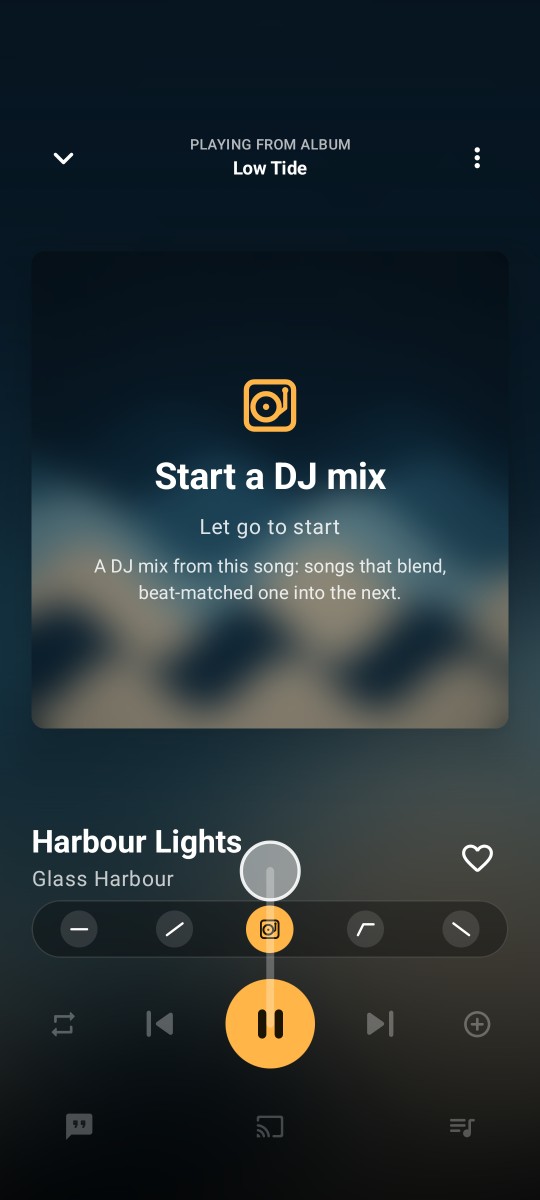 PLAYING FROM ALBUM
Low Tide
Start a DJ mix
Let go to start
A DJ mix from this song: songs that blend,
beat-matched one into the next.
Harbour Lights
Glass Harbour